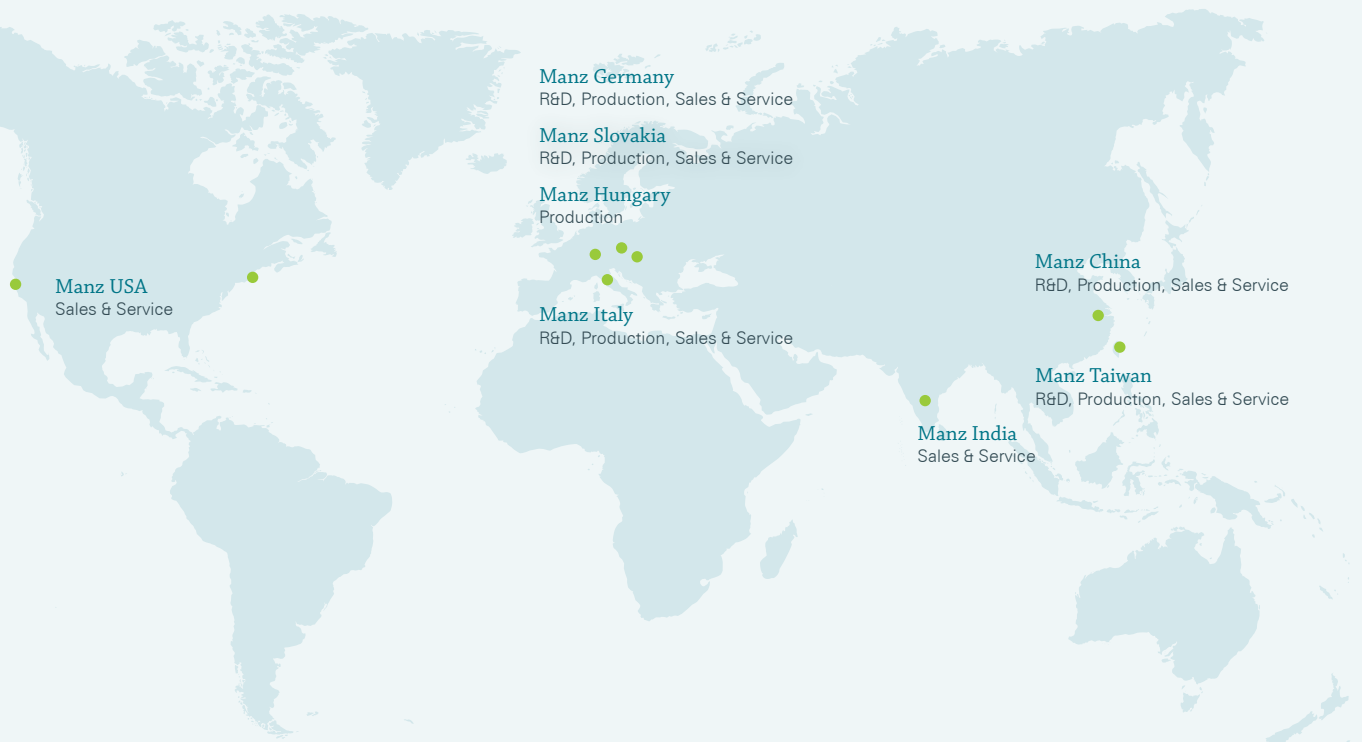 Manz Germany
R&D, Production, Sales & Service
Manz Slovakia
R&D, Production, Sales & Service
Manz Hungary
Production
Manz USA
Sales & Service
Manz Italy
R&D, Production, Sales & Service
Manz China
R&D, Production, Sales & Service
Manz Taiwan
R&D, Production, Sales & Service
Manz India
Sales & Service